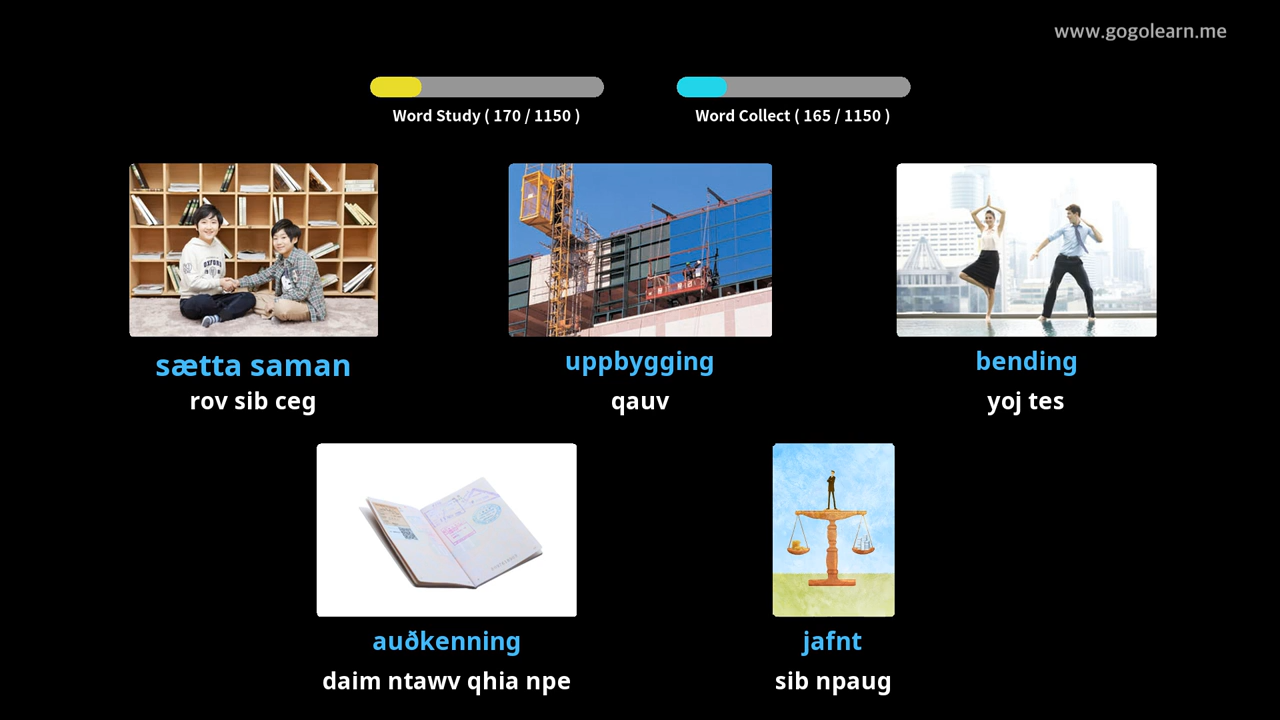 www.gogolearn.me
Word Study ( 170 / 1150 )
Word Collect ( 165 / 1150 )
sætta saman
rov sib ceg
uppbygging
qauv
bending
yoj tes
auðkenning
daim ntawv qhia npe
jafnt
sib npaug